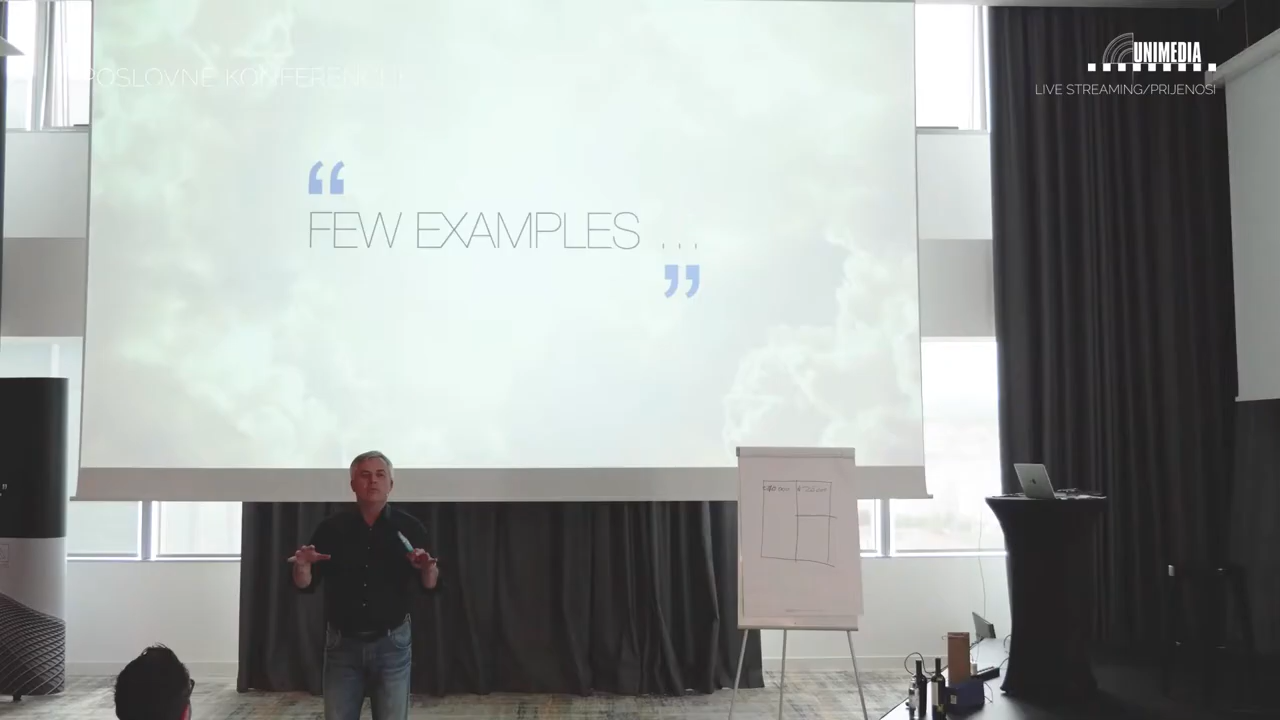 POSLOVNE KONFERENCIJE
UNIMEDIA
LIVE STREAMING/PRIJENOSI
“
FEW EXAMPLES ...
”